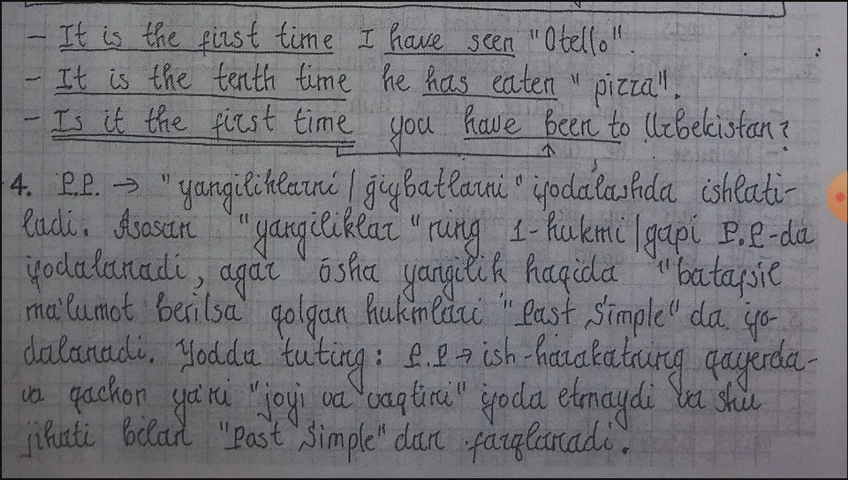 - It is the first time I have seen "Otello".
- It is the tenth time he has eaten "pizza".
- Is it the first time you have been to Uzbekistan?
4. P.P. → "yangiliklarni / ğiybatlarni" ifodalashda ishlati-
ladi. Asosan "yangiliklar"ning 1-hukmi/gapi P.P-da
ifodalanadi, agar õsha yangilik haqida "batafsil
ma'lumot berilsa qolgan hukmlari "Past Simple" da ifo-
dalanadi. Yodda tuting: P.P → ish-harakatning qayerda-
va qachon ya'ni "joyi va vaqtini" ifoda etmaydi va shu
jihati bilan "Past Simple" dan farqlanadi.